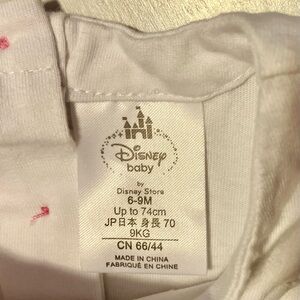 Disney
baby
by
Disney Store
6-9M
Up to 74cm
JP日本 身長 70
9KG
CN 66/44
MADE IN CHINA
FABRIQUÉ EN CHINE